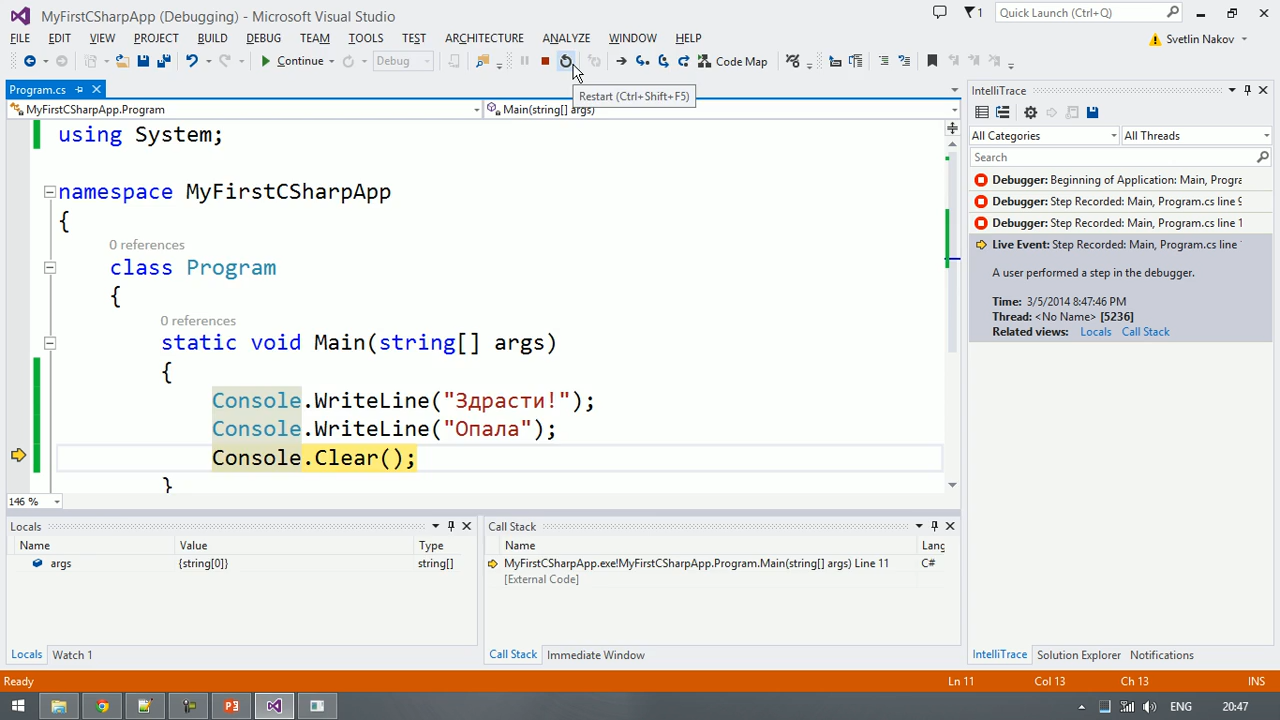 MyFirstCSharpApp (Debugging) - Microsoft Visual Studio
1
Quick Launch (Ctrl+Q)
FILE EDIT VIEW PROJECT BUILD DEBUG TEAM TOOLS TEST ARCHITECTURE ANALYZE WINDOW HELP
Svetlin Nakov
Continue Debug Code Map
Restart (Ctrl+Shift+F5)
Program.cs
MyFirstCSharpApp.Program
Main(string[] args)
using System;
namespace MyFirstCSharpApp
{
0 references
class Program
{
0 references
static void Main(string[] args)
{
Console.WriteLine("Здрасти!");
Console.WriteLine("Опала");
Console.Clear();
}
146 %
IntelliTrace
All Categories All Threads
Search
Debugger: Beginning of Application: Main, Progra
Debugger: Step Recorded: Main, Program.cs line 9
Debugger: Step Recorded: Main, Program.cs line 1
Live Event: Step Recorded: Main, Program.cs line
A user performed a step in the debugger.
Time: 3/5/2014 8:47:46 PM
Thread: <No Name> [5236]
Related views: Locals Call Stack
Locals
Name Value Type
args {string[0]} string[]
Locals Watch 1
Call Stack
Name Lang
MyFirstCSharpApp.exe!MyFirstCSharpApp.Program.Main(string[] args) Line 11 C#
[External Code]
Call Stack Immediate Window
IntelliTrace Solution Explorer Notifications
Ready Ln 11 Col 13 Ch 13 INS
ENG 20:47